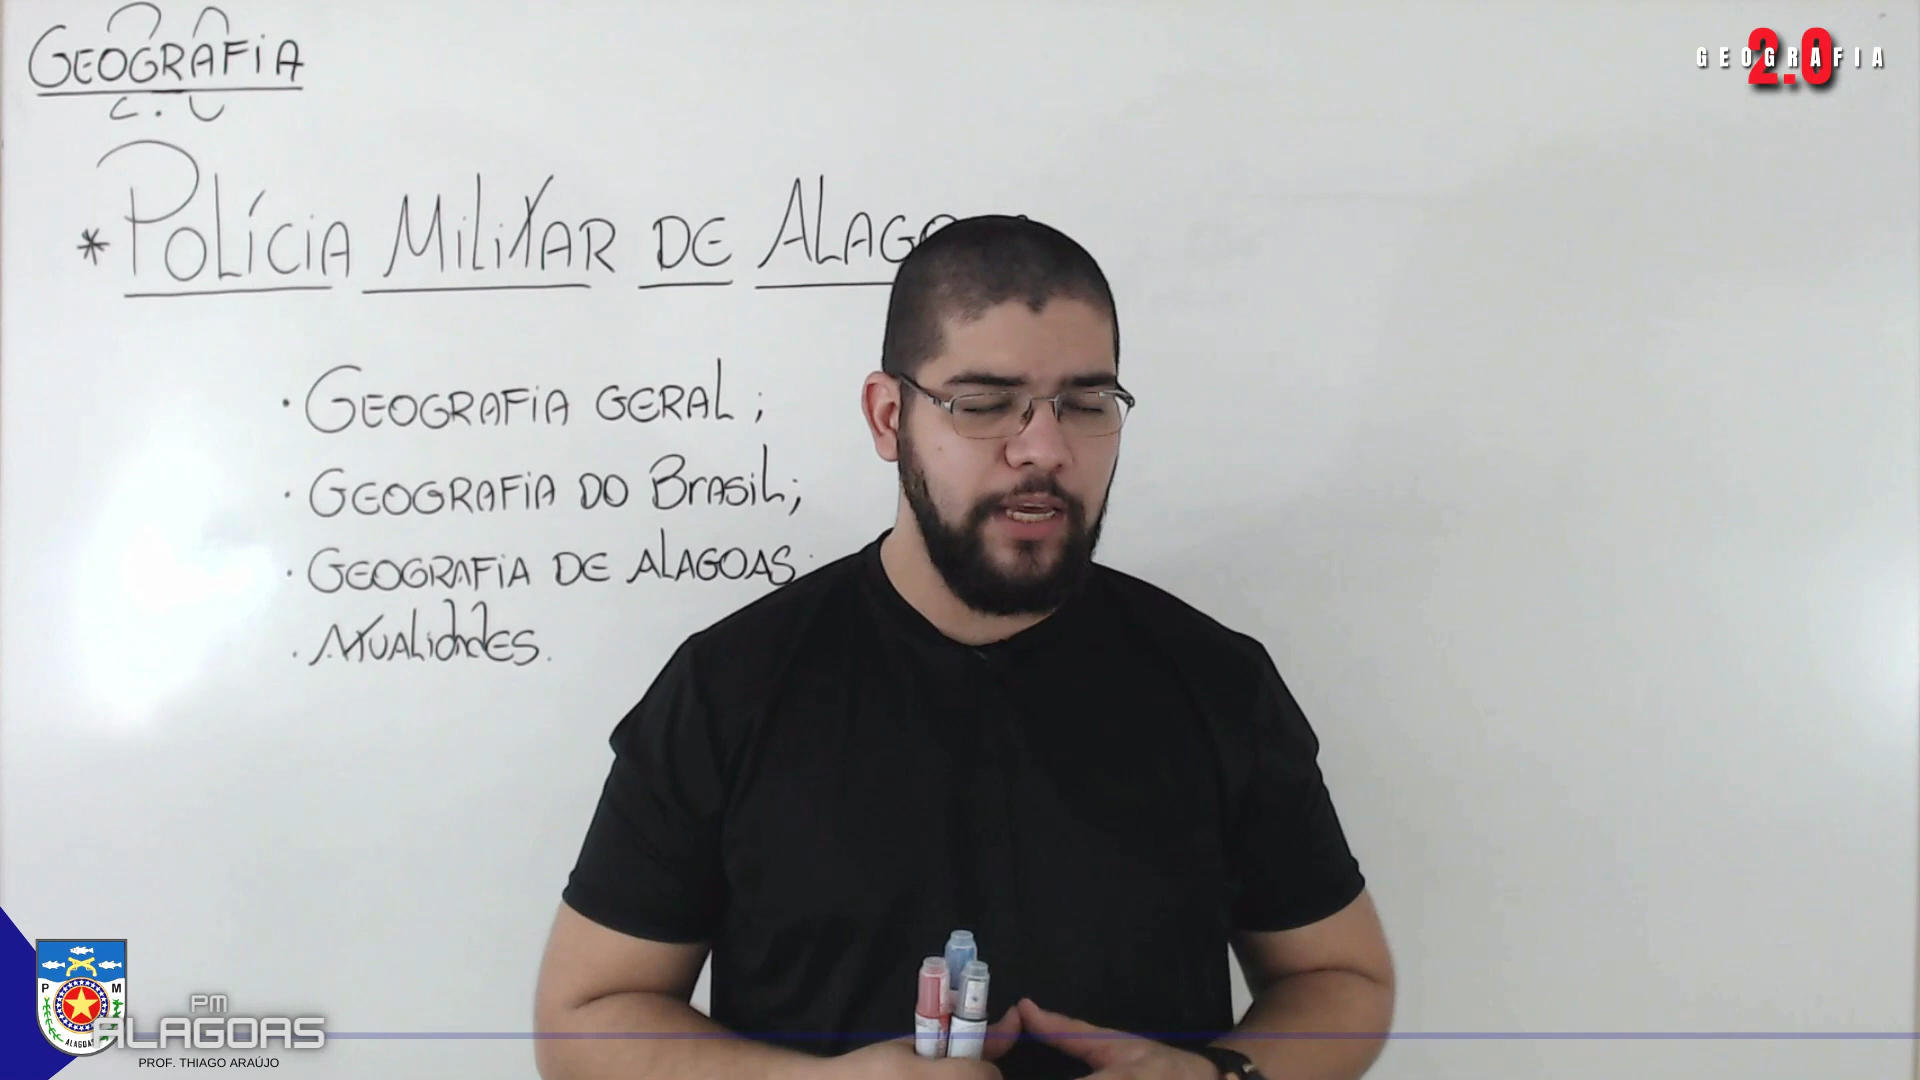 GEOGRAFIA
GEOGRAFIA
2.0
* POLÍCIA MILITAR DE ALAGO
· GEOGRAFIA GERAL;
· GEOGRAFIA DO BRASIL;
· GEOGRAFIA DE ALAGOAS
· ATUALIDADES.
P M
ALAGOAS
PM
ALAGOAS
PROF. THIAGO ARAÚJO